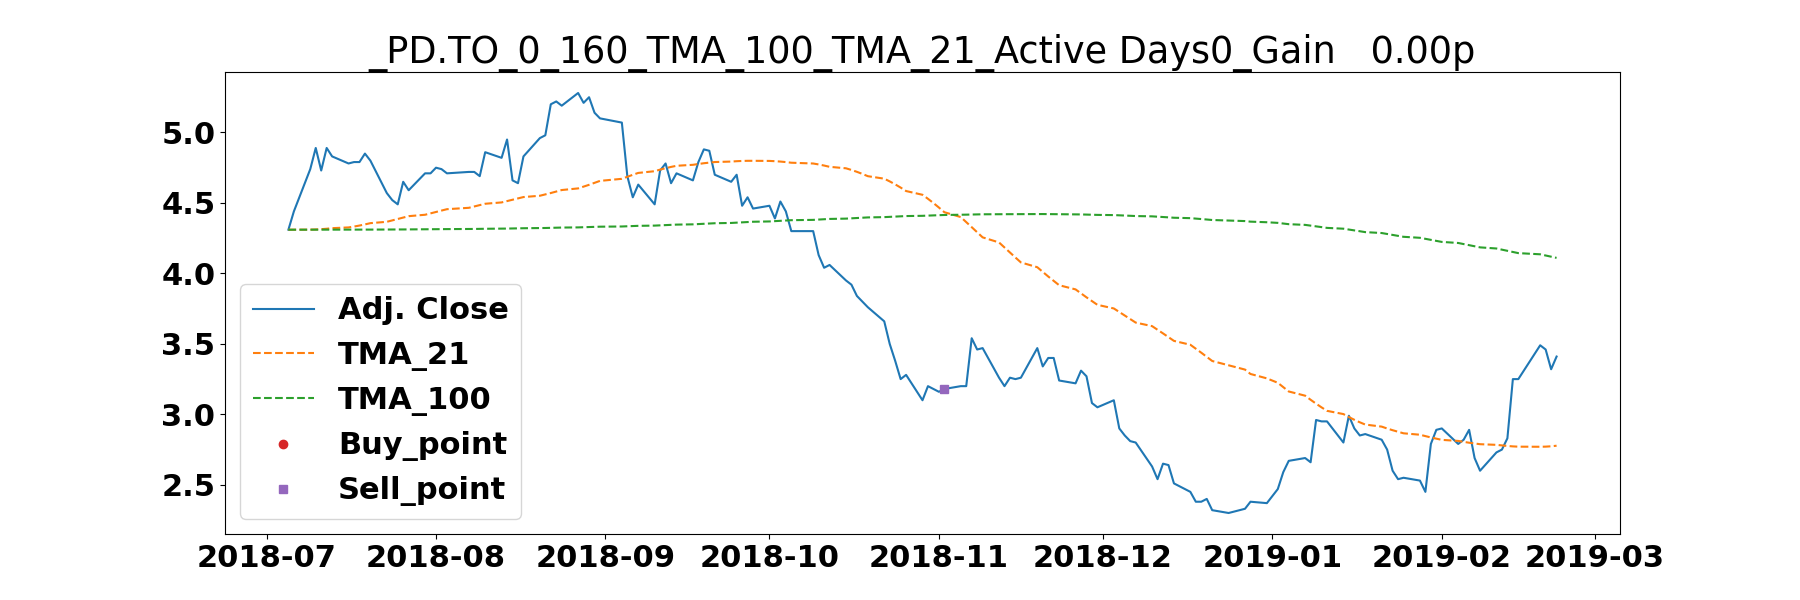 _PD.TO_0_160_TMA_100_TMA_21_Active Days0_Gain   0.00p
5.0
4.5
4.0
3.5
3.0
2.5
Adj. Close
TMA_21
TMA_100
Buy_point
Sell_point
2018-07 2018-08 2018-09 2018-10 2018-11 2018-12 2019-01 2019-02 2019-03